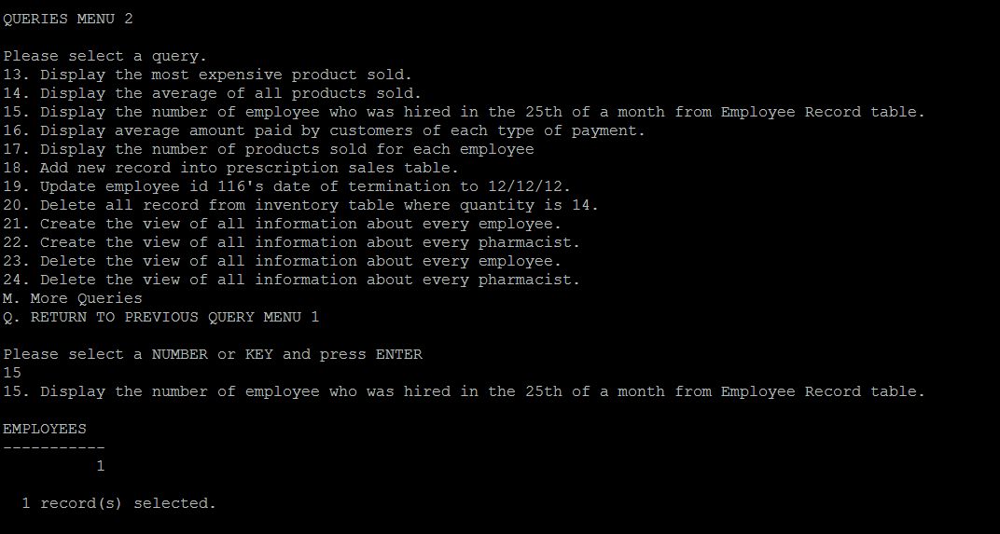 QUERIES MENU 2
Please select a query.
13. Display the most expensive product sold.
14. Display the average of all products sold.
15. Display the number of employee who was hired in the 25th of a month from Employee Record table.
16. Display average amount paid by customers of each type of payment.
17. Display the number of products sold for each employee
18. Add new record into prescription sales table.
19. Update employee id 116's date of termination to 12/12/12.
20. Delete all record from inventory table where quantity is 14.
21. Create the view of all information about every employee.
22. Create the view of all information about every pharmacist.
23. Delete the view of all information about every employee.
24. Delete the view of all information about every pharmacist.
M. More Queries
Q. RETURN TO PREVIOUS QUERY MENU 1
Please select a NUMBER or KEY and press ENTER
15
15. Display the number of employee who was hired in the 25th of a month from Employee Record table.
EMPLOYEES
-----------
1
1 record(s) selected.